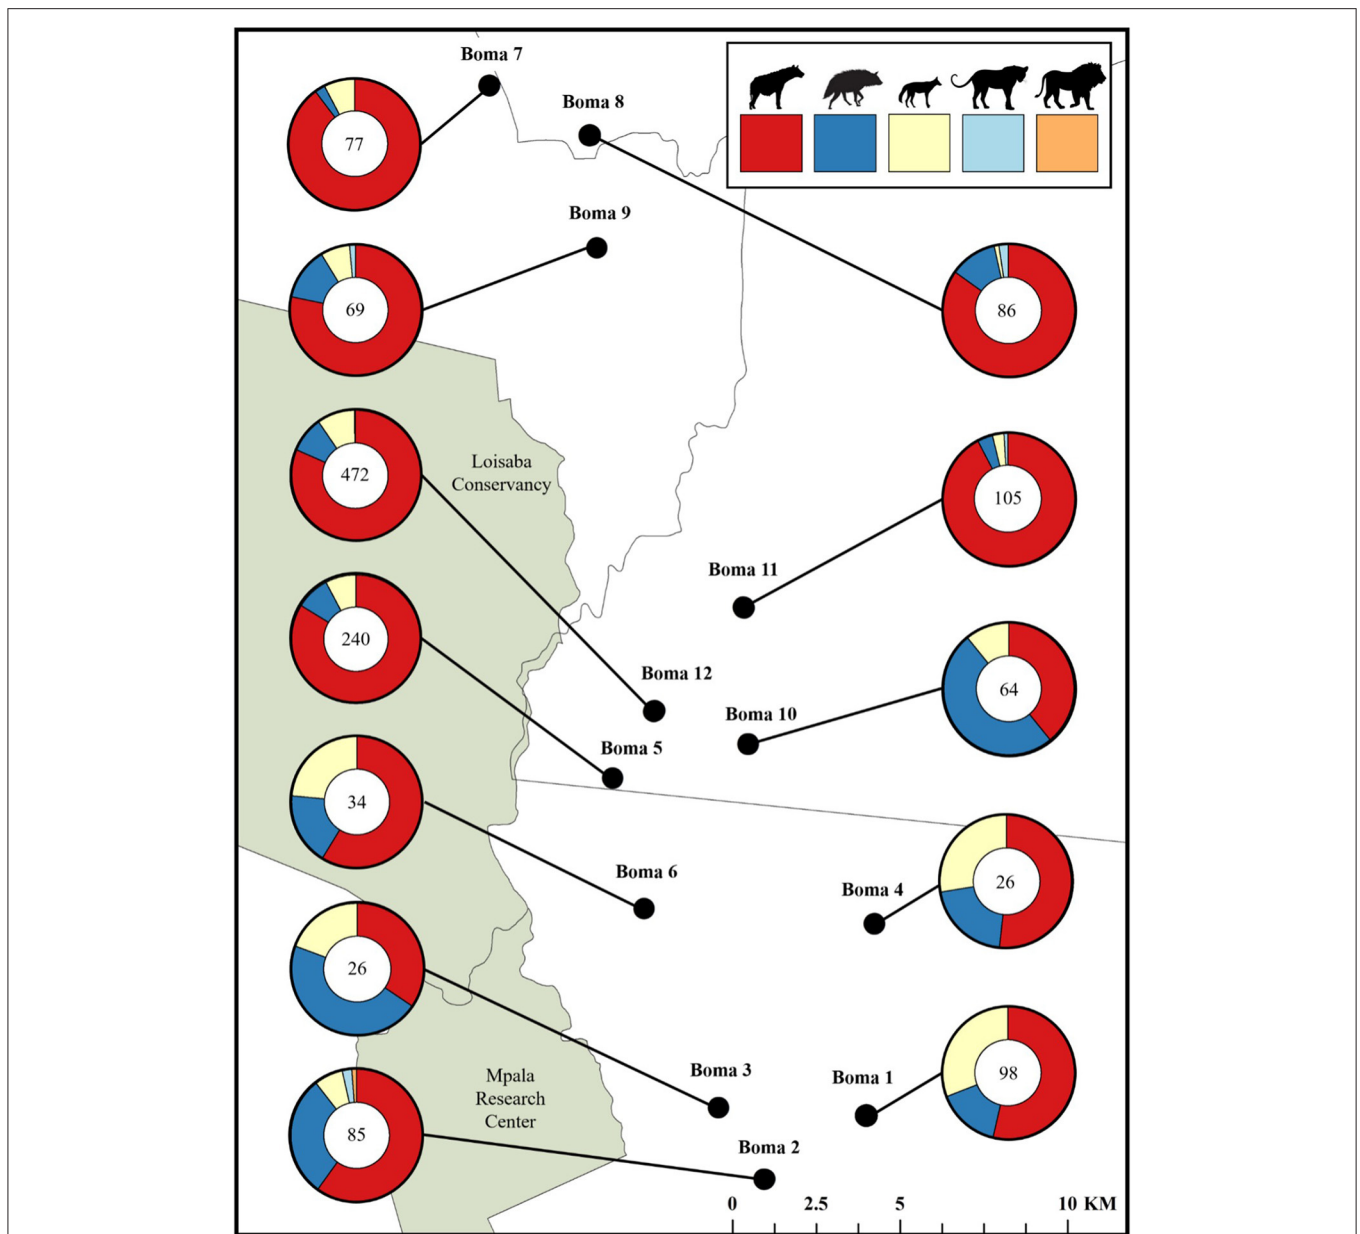 Boma 7
Boma 8
77
Boma 9
69
86
472
Loisaba
Conservancy
105
Boma 11
240
Boma 12
64
Boma 10
Boma 5
34
Boma 6
Boma 4
26
26
Boma 3
Boma 1
98
Mpala
Research
Center
85
Boma 2
0 2.5 5 10 KM